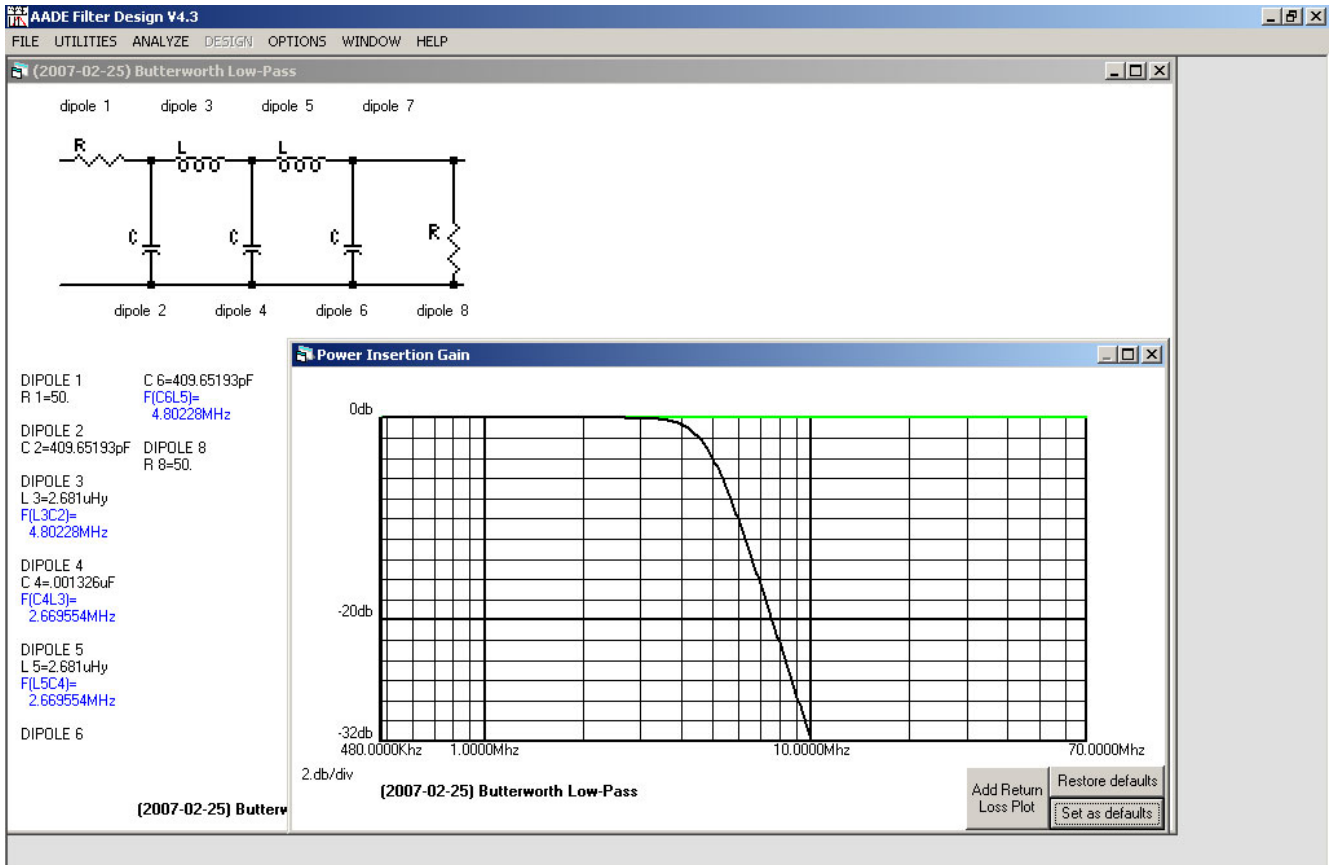 AADE Filter Design V4.3
FILE UTILITIES ANALYZE DESIGN OPTIONS WINDOW HELP
(2007-02-25) Butterworth Low-Pass
dipole 1 dipole 3 dipole 5 dipole 7
R L L
C C C R
dipole 2 dipole 4 dipole 6 dipole 8
DIPOLE 1
R 1=50.
DIPOLE 2
C 2=409.65193pF
DIPOLE 3
L 3=2.681uHy
F(L3C2)=
4.80228MHz
DIPOLE 4
C 4=.001326uF
F(C4L3)=
2.669554MHz
DIPOLE 5
L 5=2.681uHy
F(L5C4)=
2.669554MHz
DIPOLE 6
C 6=409.65193pF
F(C6L5)=
4.80228MHz
DIPOLE 8
R 8=50.
(2007-02-25) Butterw
Power Insertion Gain
0db
-20db
-32db
480.0000Khz 1.0000Mhz 10.0000Mhz 70.0000Mhz
2.db/div
(2007-02-25) Butterworth Low-Pass
Add Return
Loss Plot
Restore defaults
Set as defaults